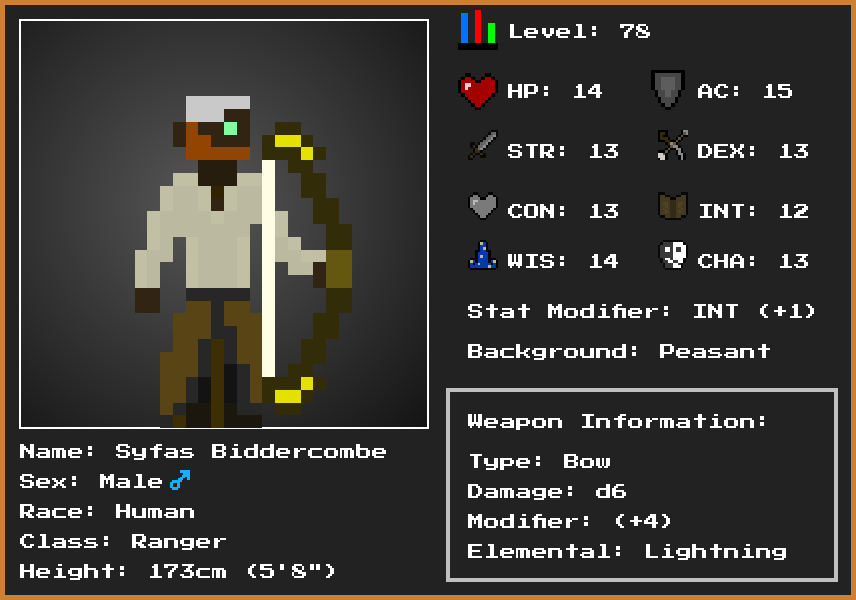 Level: 78
HP: 14
AC: 15
STR: 13
DEX: 13
CON: 13
INT: 12
WIS: 14
CHA: 13
Stat Modifier: INT (+1)
Background: Peasant
Weapon Information:
Type: Bow
Damage: d6
Modifier: (+4)
Elemental: Lightning
Name: Syfas Biddercombe
Sex: Male ♂
Race: Human
Class: Ranger
Height: 173cm (5'8")